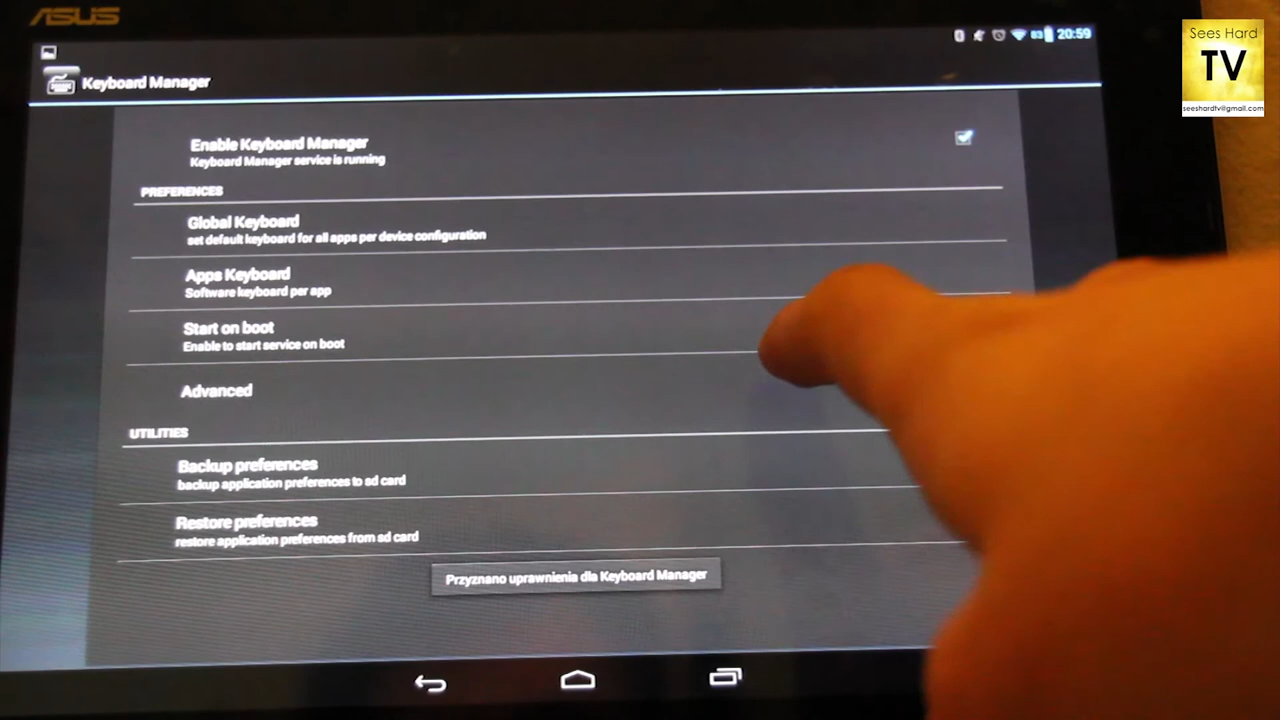 ASUS
Sees Hard
TV
seeshardtv@gmail.com
83 20:59
Keyboard Manager
Enable Keyboard Manager
Keyboard Manager service is running
PREFERENCES
Global Keyboard
set default keyboard for all apps per device configuration
Apps Keyboard
Software keyboard per app
Start on boot
Enable to start service on boot
Advanced
UTILITIES
Backup preferences
backup application preferences to sd card
Restore preferences
restore application preferences from sd card
Przyznano uprawnienia dla Keyboard Manager